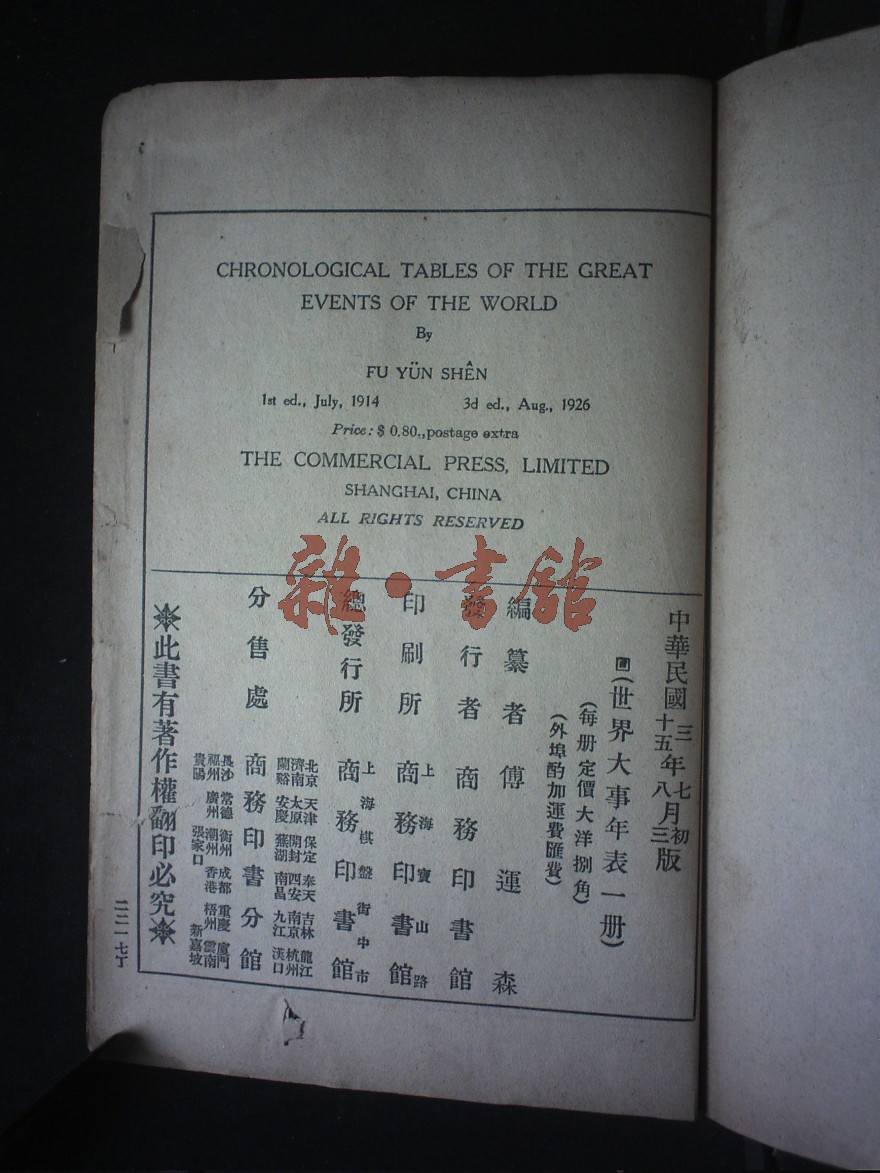 CHRONOLOGICAL TABLES OF THE GREAT
EVENTS OF THE WORLD
By
FU YÜN SHÊN
1st ed., July, 1914 3d ed., Aug., 1926
Price: $ 0.80., postage extra
THE COMMERCIAL PRESS, LIMITED
SHANGHAI, CHINA
ALL RIGHTS RESERVED
雜·書館
中華民國三年七月初版
十五年八月三版
(世界大事年表一册)
(每册定價大洋捌角)
(外埠酌加運費匯費)
編纂者 傅運森
發行者 商務印書館
印刷所 商務印書館
上海寶山路
總發行所 商務印書館
上海棋盤街中市
分售處 商務印書分館
北京 天津 保定 奉天 吉林 龍江
濟南 太原 開封 西安 南京 杭州
蘭谿 安慶 蕪湖 南昌 九江 漢口
長沙 常德 衡州 成都 重慶 廈門
福州 廣州 潮州 香港 梧州 雲南
貴陽 張家口 新嘉坡
※此書有著作權翻印必究※
二二一七丁